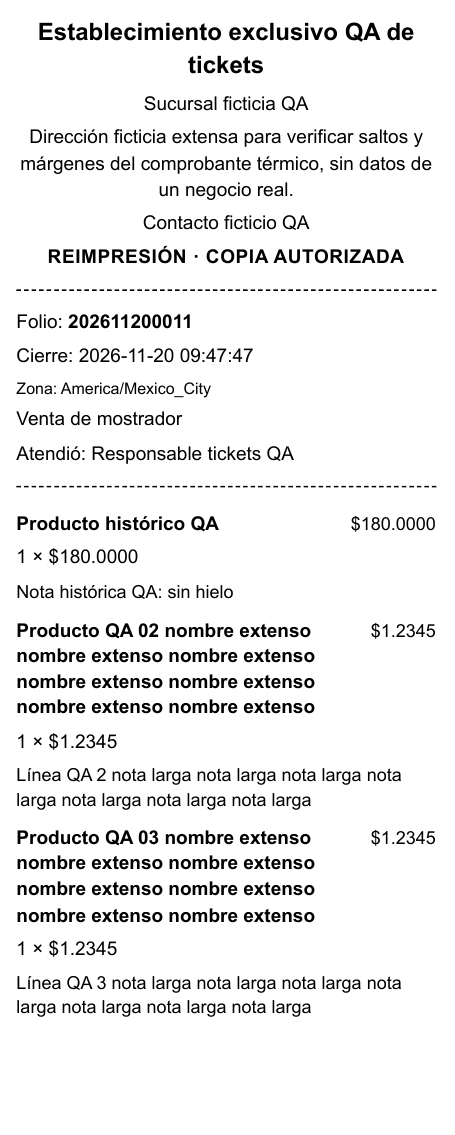 Establecimiento exclusivo QA de
tickets
Sucursal ficticia QA
Dirección ficticia extensa para verificar saltos y
márgenes del comprobante térmico, sin datos de
un negocio real.
Contacto ficticio QA
REIMPRESIÓN · COPIA AUTORIZADA
Folio: 202611200011
Cierre: 2026-11-20 09:47:47
Zona: America/Mexico_City
Venta de mostrador
Atendió: Responsable tickets QA
Producto histórico QA $180.0000
1 × $180.0000
Nota histórica QA: sin hielo
Producto QA 02 nombre extenso $1.2345
nombre extenso nombre extenso
nombre extenso nombre extenso
nombre extenso nombre extenso
1 × $1.2345
Línea QA 2 nota larga nota larga nota larga nota
larga nota larga nota larga nota larga
Producto QA 03 nombre extenso $1.2345
nombre extenso nombre extenso
nombre extenso nombre extenso
nombre extenso nombre extenso
1 × $1.2345
Línea QA 3 nota larga nota larga nota larga nota
larga nota larga nota larga nota larga